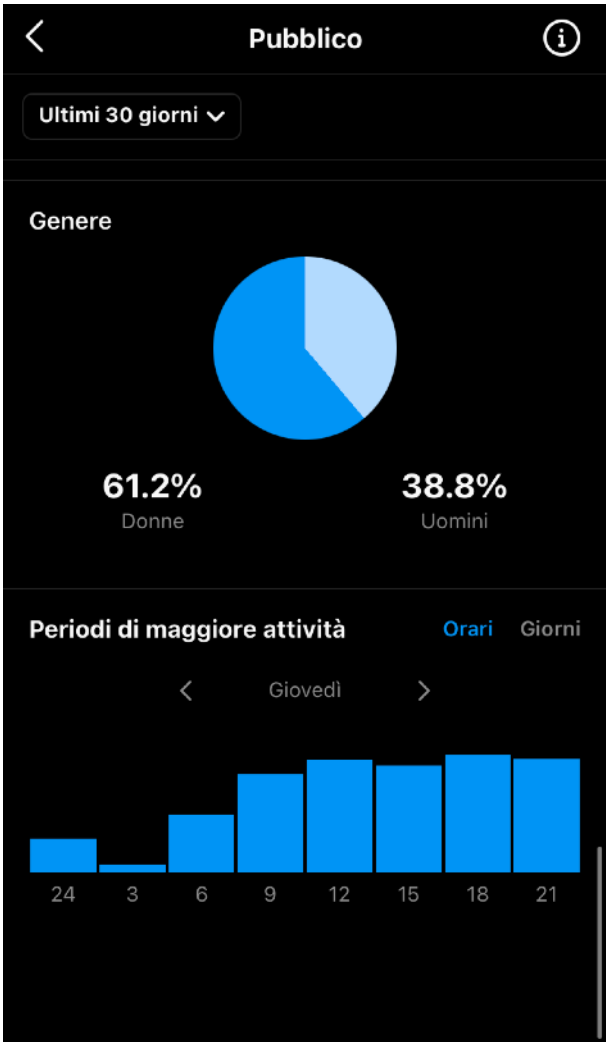 Pubblico
Ultimi 30 giorni
Genere
61.2% 38.8%
Donne Uomini
Periodi di maggiore attività Orari Giorni
Giovedì
24 3 6 9 12 15 18 21